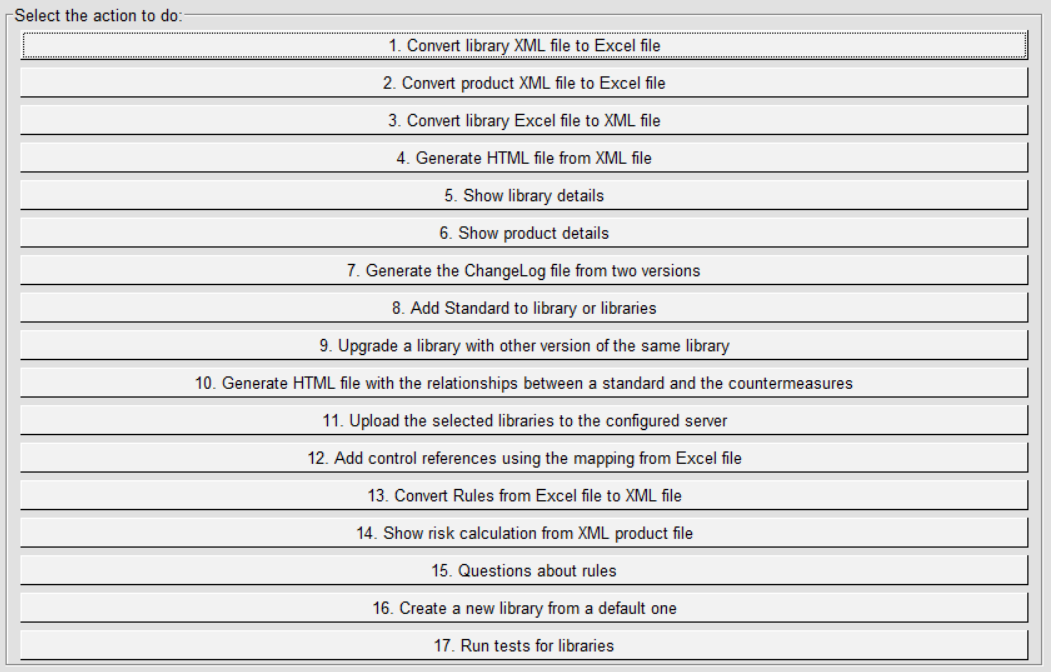 Select the action to do:
1. Convert library XML file to Excel file
2. Convert product XML file to Excel file
3. Convert library Excel file to XML file
4. Generate HTML file from XML file
5. Show library details
6. Show product details
7. Generate the ChangeLog file from two versions
8. Add Standard to library or libraries
9. Upgrade a library with other version of the same library
10. Generate HTML file with the relationships between a standard and the countermeasures
11. Upload the selected libraries to the configured server
12. Add control references using the mapping from Excel file
13. Convert Rules from Excel file to XML file
14. Show risk calculation from XML product file
15. Questions about rules
16. Create a new library from a default one
17. Run tests for libraries